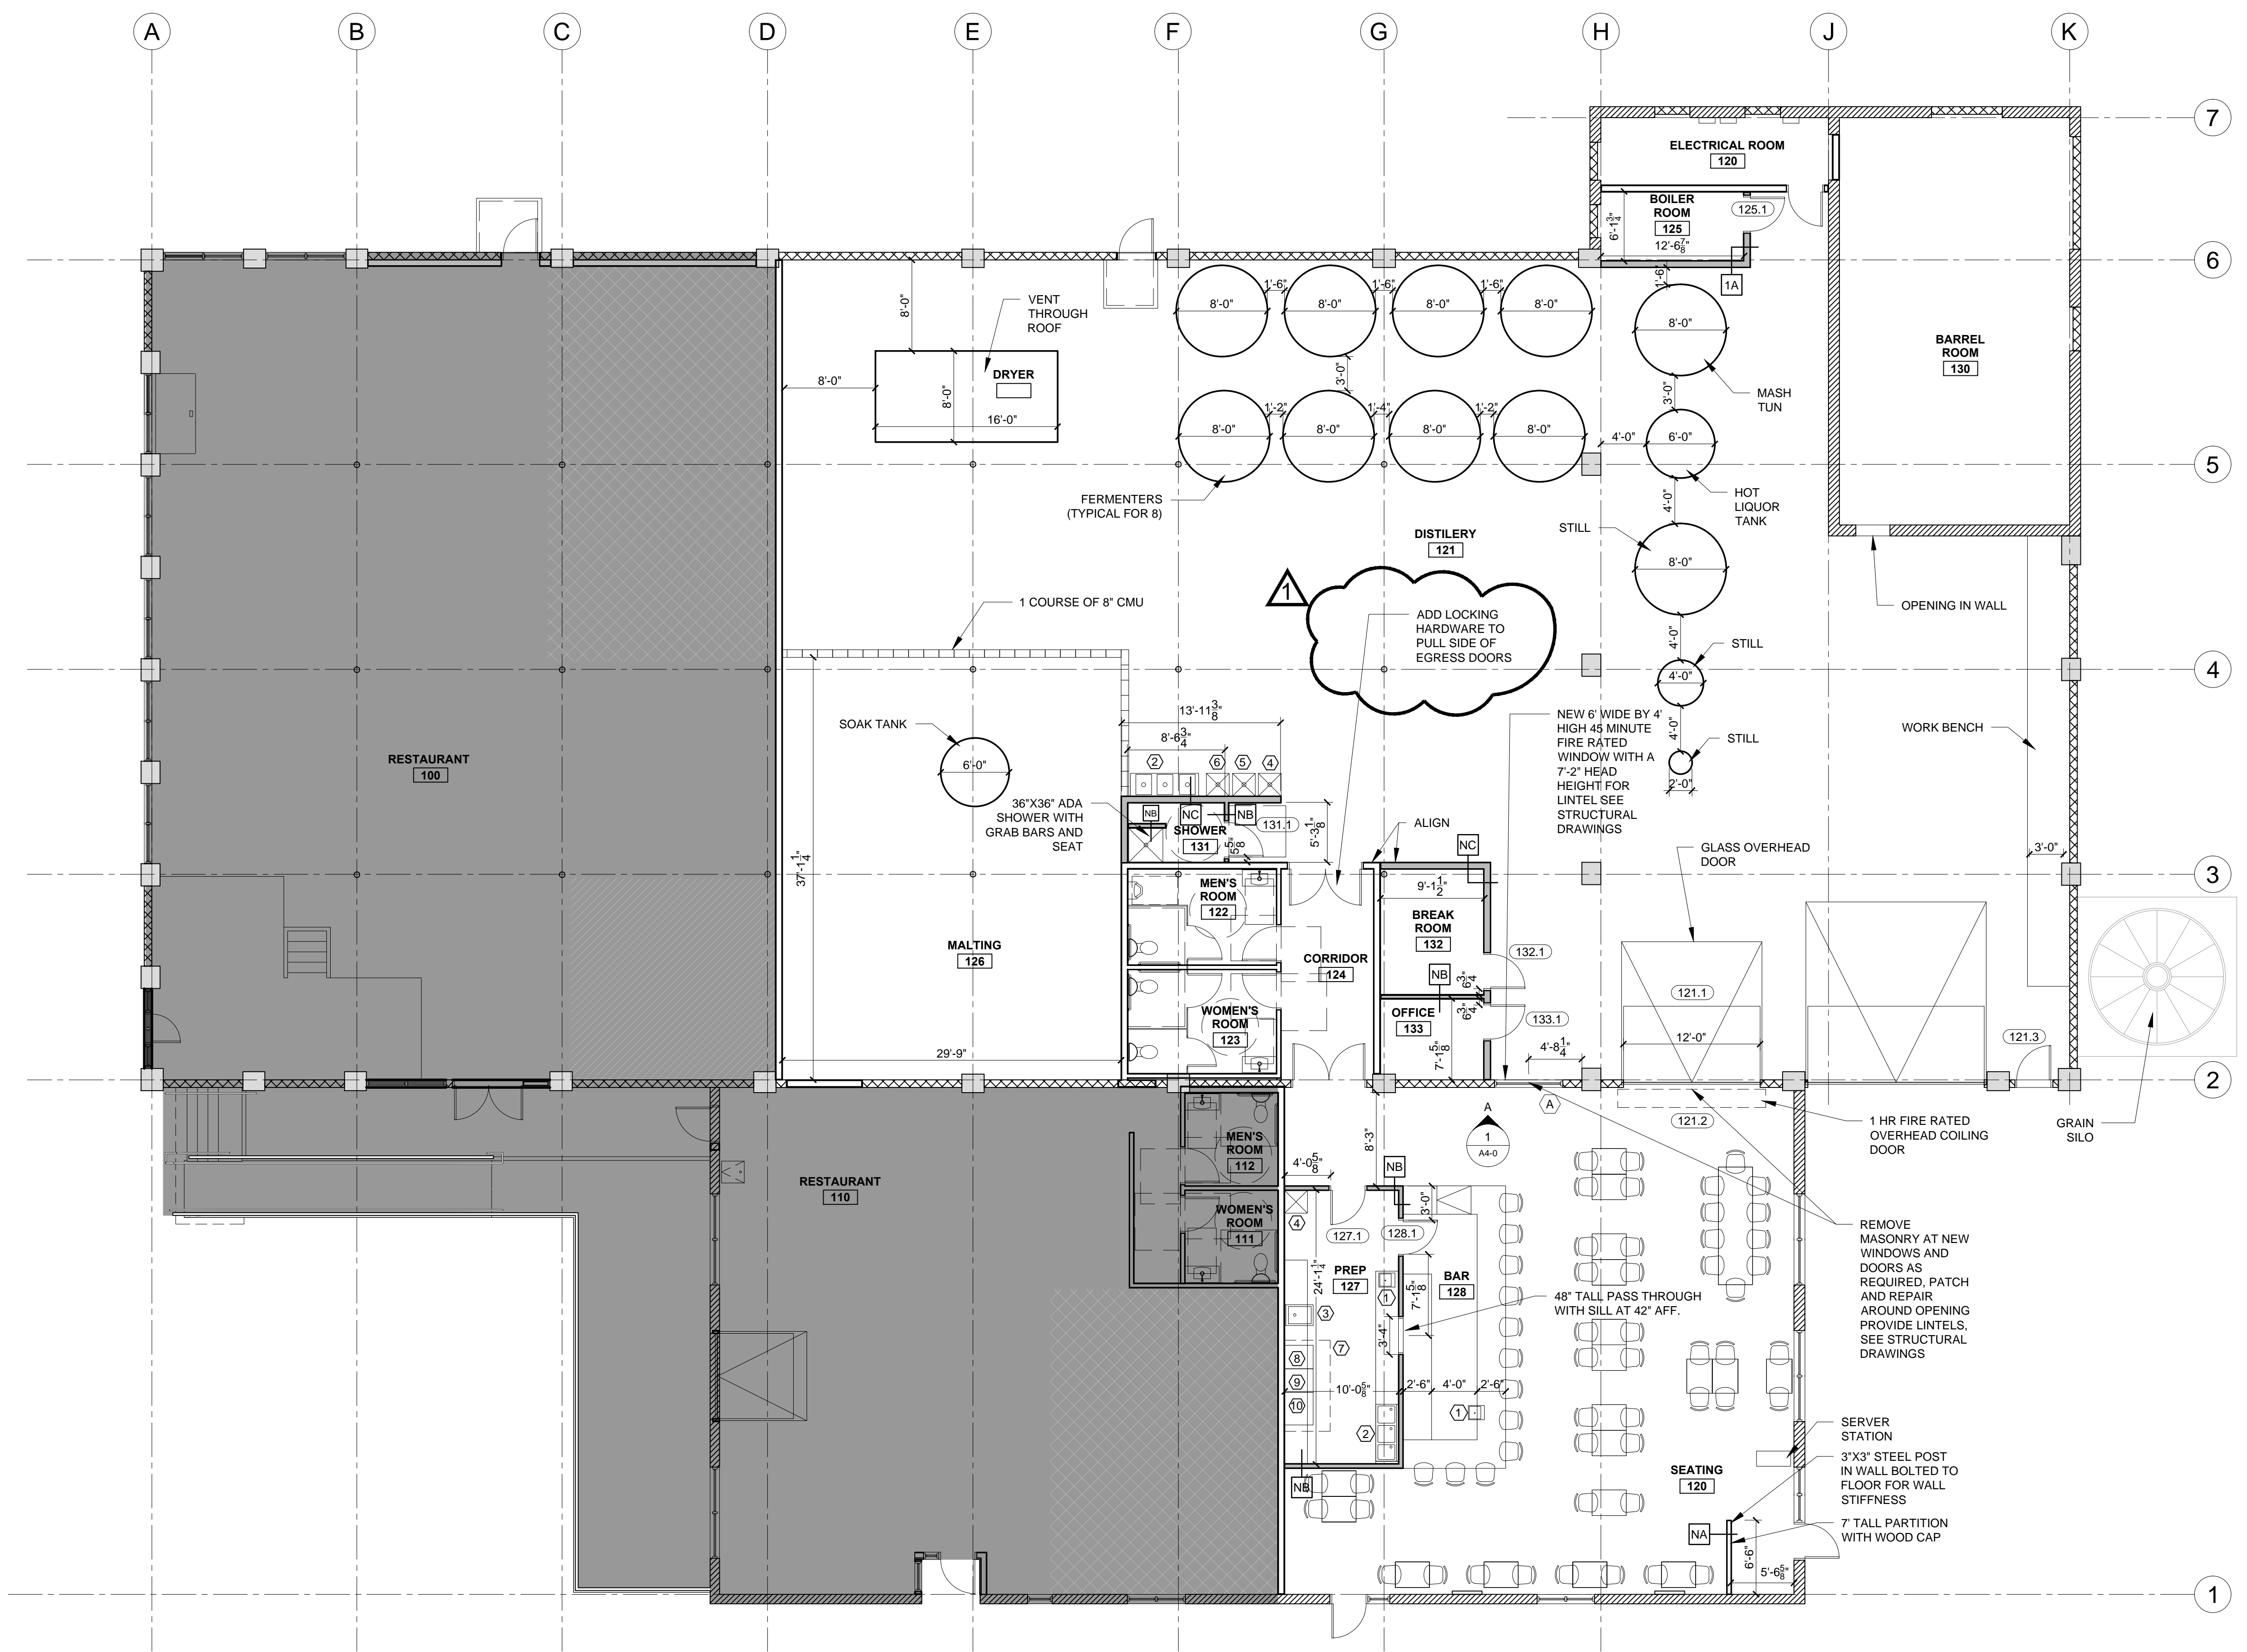 A
B
C
D
E
F
G
H
J
K
7
ELECTRICAL ROOM
120
BOILER
ROOM
125
125.1
6'-1 3/4"
12'-6 7/8"
6
1A
1'-6"
1'-6"
1'-6"
1'-6"
8'-0"
8'-0"
8'-0"
8'-0"
8'-0"
8'-0"
VENT
THROUGH
ROOF
BARREL
ROOM
130
DRYER
8'-0"
8'-0"
16'-0"
3'-0"
3'-0"
MASH
TUN
1'-2"
1'-4"
1'-2"
8'-0"
8'-0"
8'-0"
8'-0"
4'-0"
6'-0"
5
FERMENTERS
(TYPICAL FOR 8)
4'-0"
HOT
LIQUOR
TANK
STILL
DISTILERY
121
8'-0"
1
1 COURSE OF 8" CMU
ADD LOCKING
HARDWARE TO
PULL SIDE OF
EGRESS DOORS
OPENING IN WALL
4'-0"
STILL
4
4'-0"
13'-11 3/8"
8'-6 3/4"
NEW 6' WIDE BY 4'
HIGH 45 MINUTE
FIRE RATED
WINDOW WITH A
7'-2" HEAD
HEIGHT FOR
LINTEL SEE
STRUCTURAL
DRAWINGS
4'-0"
STILL
2'-0"
WORK BENCH
SOAK TANK
6'-0"
RESTAURANT
100
2
6
5
4
36"X36" ADA
SHOWER WITH
GRAB BARS AND
SEAT
NB
NC
NB
131.1
SHOWER
131
5 5/8"
5'-3 1/8"
ALIGN
NC
GLASS OVERHEAD
DOOR
3'-0"
37'-1 1/4"
3
MEN'S
ROOM
122
9'-1 1/2"
BREAK
ROOM
132
132.1
MALTING
126
CORRIDOR
124
NB
6 3/4"
6 3/4"
121.1
WOMEN'S
ROOM
123
OFFICE
133
133.1
7'-1 5/8"
4'-8 1/4"
12'-0"
121.3
29'-9"
2
A
A
1
A4-0
121.2
1 HR FIRE RATED
OVERHEAD COILING
DOOR
GRAIN
SILO
8'-3"
MEN'S
ROOM
112
4'-0 5/8"
NB
RESTAURANT
110
WOMEN'S
ROOM
111
4
127.1
128.1
3'-0"
REMOVE
MASONRY AT NEW
WINDOWS AND
DOORS AS
REQUIRED, PATCH
AND REPAIR
AROUND OPENING
PROVIDE LINTELS,
SEE STRUCTURAL
DRAWINGS
24'-1 1/4"
PREP
127
1
BAR
128
7'-1 5/8"
48" TALL PASS THROUGH
WITH SILL AT 42" AFF.
3
3'-4"
7
8
9
10
10'-0 5/8"
2'-6"
4'-0"
2'-6"
1
2
SERVER
STATION
3"X3" STEEL POST
IN WALL BOLTED TO
FLOOR FOR WALL
STIFFNESS
SEATING
120
NB
NA
7' TALL PARTITION
WITH WOOD CAP
6'-6"
5'-6 5/8"
1